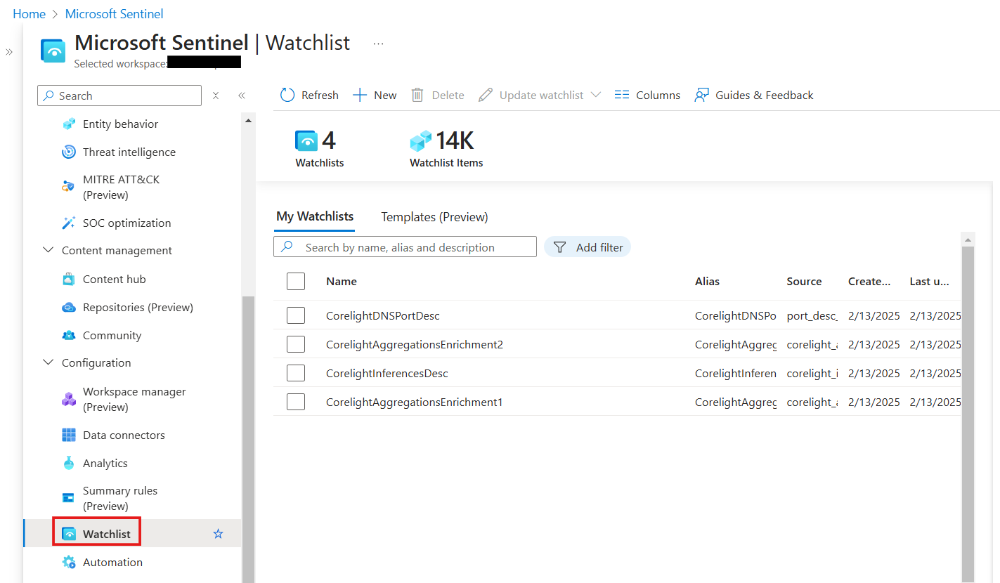 Home > Microsoft Sentinel
Microsoft Sentinel | Watchlist ...
Selected workspace:
Search
Entity behavior
Threat intelligence
MITRE ATT&CK
(Preview)
SOC optimization
Content management
Content hub
Repositories (Preview)
Community
Configuration
Workspace manager
(Preview)
Data connectors
Analytics
Summary rules
(Preview)
Watchlist
Automation
Refresh New Delete Update watchlist Columns Guides & Feedback
4 14K
Watchlists Watchlist Items
My Watchlists Templates (Preview)
Search by name, alias and description Add filter
Name Alias Source Create... Last u...
CorelightDNSPortDesc CorelightDNSPo port_desc_ 2/13/2025 2/13/2025
CorelightAggregationsEnrichment2 CorelightAggreg corelight_a 2/13/2025 2/13/2025
CorelightInferencesDesc CorelightInferen corelight_i 2/13/2025 2/13/2025
CorelightAggregationsEnrichment1 CorelightAggreg corelight_a 2/13/2025 2/13/2025